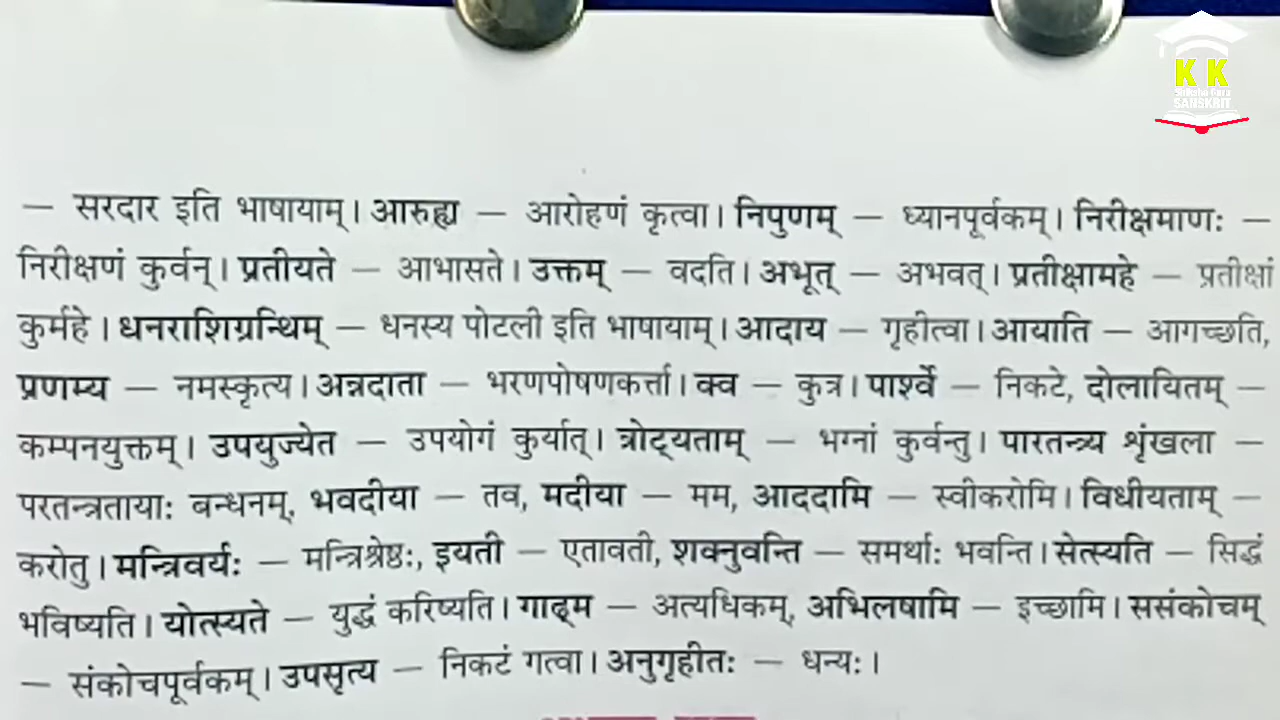 K K
SANSKRIT
— सरदार इति भाषायाम्। आरुह्य — आरोहणं कृत्वा। निपुणम् — ध्यानपूर्वकम्। निरीक्षमाणः —
निरीक्षणं कुर्वन्। प्रतीयते — आभासते। उक्तम् — वदति। अभूत् — अभवत्। प्रतीक्षामहे — प्रतीक्षां
कुर्महे। धनराशिग्रन्थिम् — धनस्य पोटली इति भाषायाम्। आदाय — गृहीत्वा। आयाति — आगच्छति,
प्रणम्य — नमस्कृत्य। अन्नदाता — भरणपोषणकर्त्ता। क्व — कुत्र। पार्श्वे — निकटे, दोलायितम् —
कम्पनयुक्तम्। उपयुज्येत — उपयोगं कुर्यात्। त्रोट्यताम् — भग्नां कुर्वन्तु। पारतन्त्र्य शृंखला —
परतन्त्रतायाः बन्धनम्, भवदीया — तव, मदीया — मम, आददामि — स्वीकरोमि। विधीयताम् —
करोतु। मन्त्रिवर्यः — मन्त्रिश्रेष्ठः, इयती — एतावती, शक्नुवन्ति — समर्थाः भवन्ति। सेत्स्यति — सिद्धं
भविष्यति। योत्स्यते — युद्धं करिष्यति। गाढ्म — अत्यधिकम्, अभिलषामि — इच्छामि। ससंकोचम्
— संकोचपूर्वकम्। उपसृत्य — निकटं गत्वा। अनुगृहीतः — धन्यः।